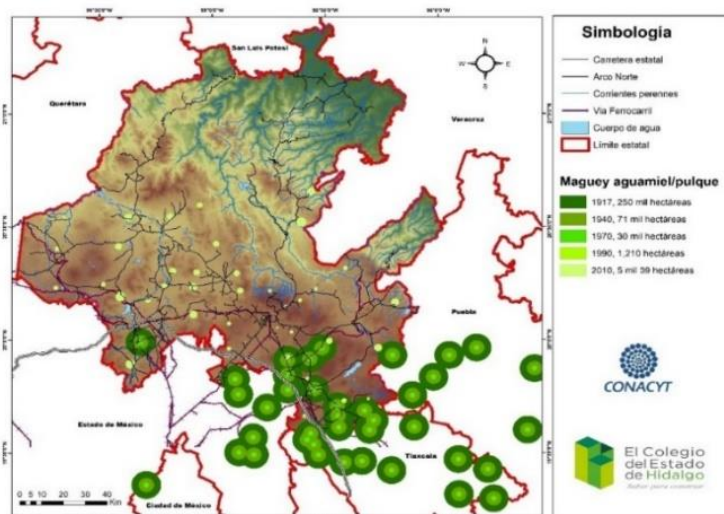 San Luis Potosí
Querétaro
Veracruz
Puebla
Estado de México
Tlaxcala
Ciudad de México
N
W
E
S
0 5 10 20 30 40 Km
Simbología
Carretera estatal
Arco Norte
Corrientes perennes
Vía Ferrocarril
Cuerpo de agua
Límite estatal
Maguey aguamiel/pulque
1917, 250 mil hectáreas
1940, 71 mil hectáreas
1970, 30 mil hectáreas
1990, 1,210 hectáreas
2010, 5 mil 39 hectáreas
CONACYT
El Colegio
del Estado
de Hidalgo
Saber para construir